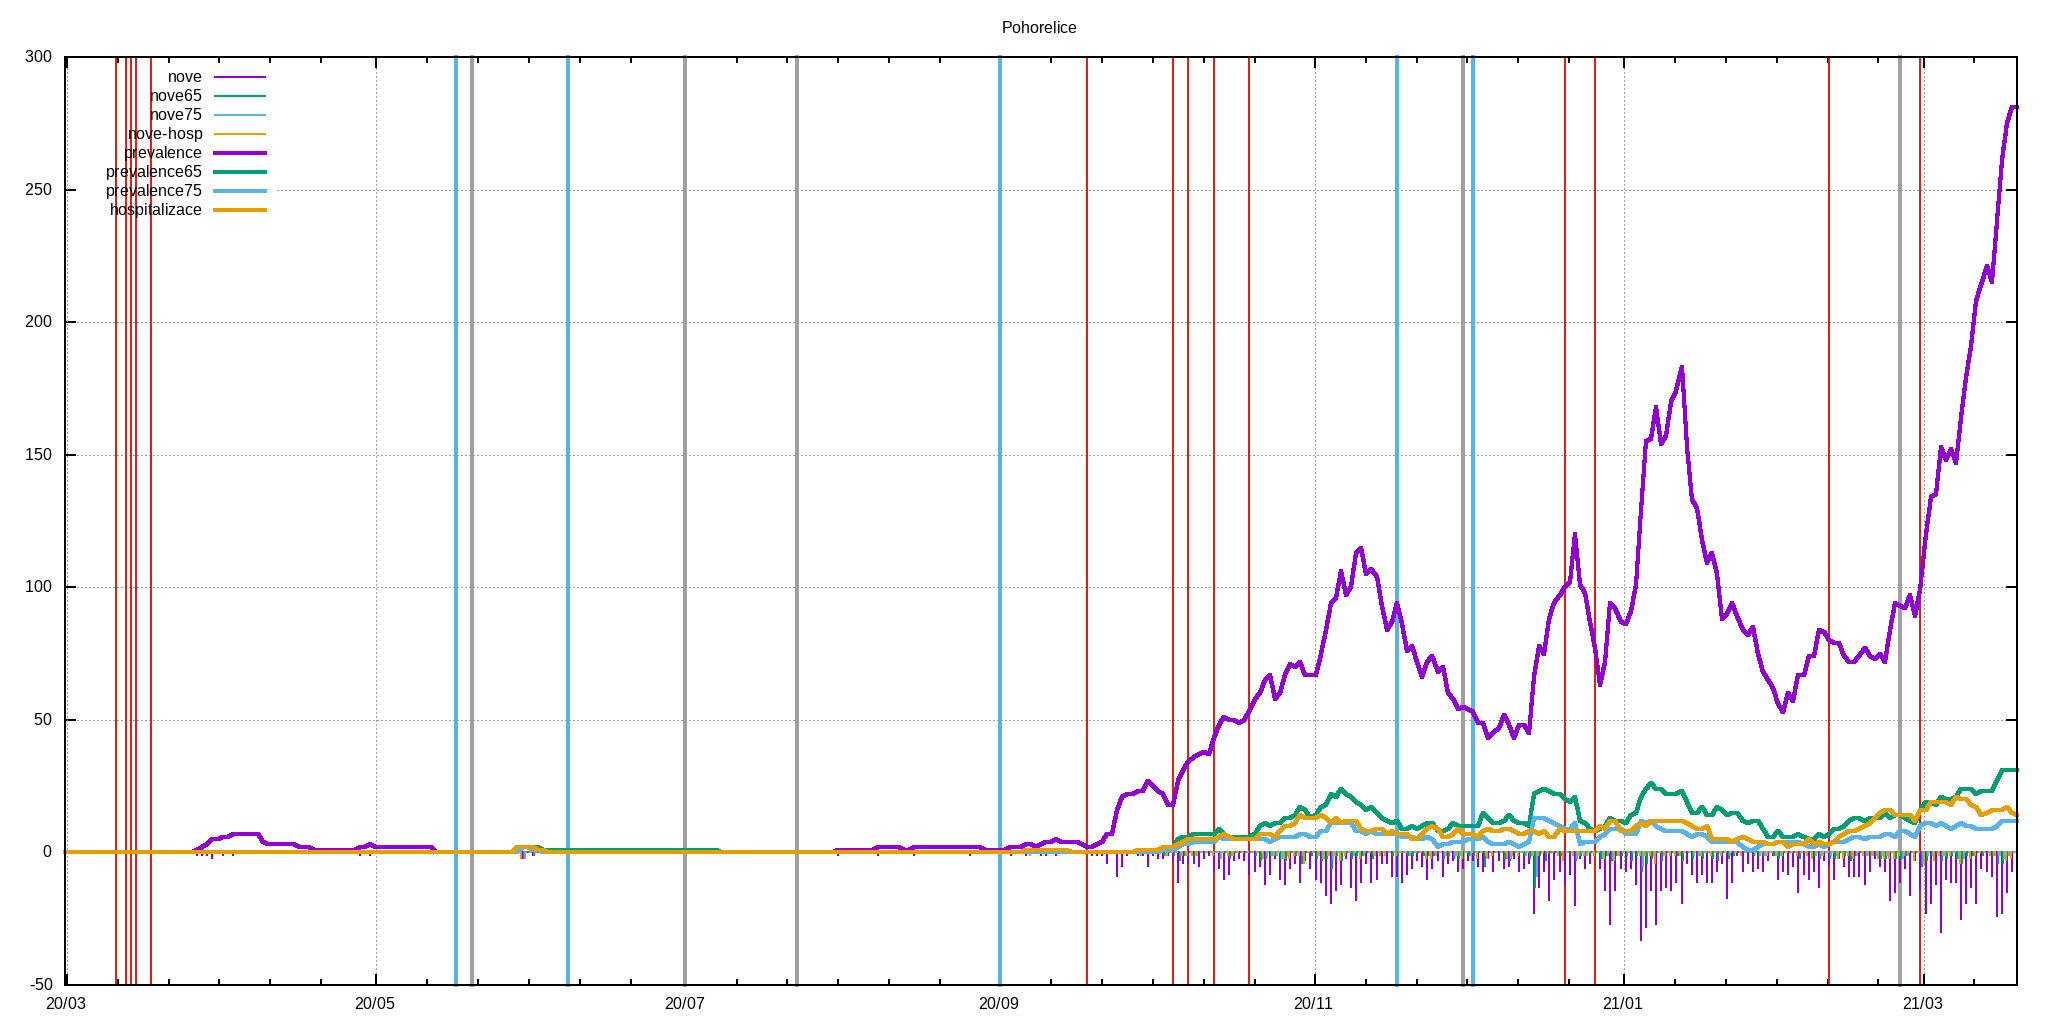 Pohorelice
300
250
200
150
100
50
0
-50
nove
nove65
nove75
nove-hosp
prevalence
prevalence65
prevalence75
hospitalizace
20/03 20/05 20/07 20/09 20/11 21/01 21/03